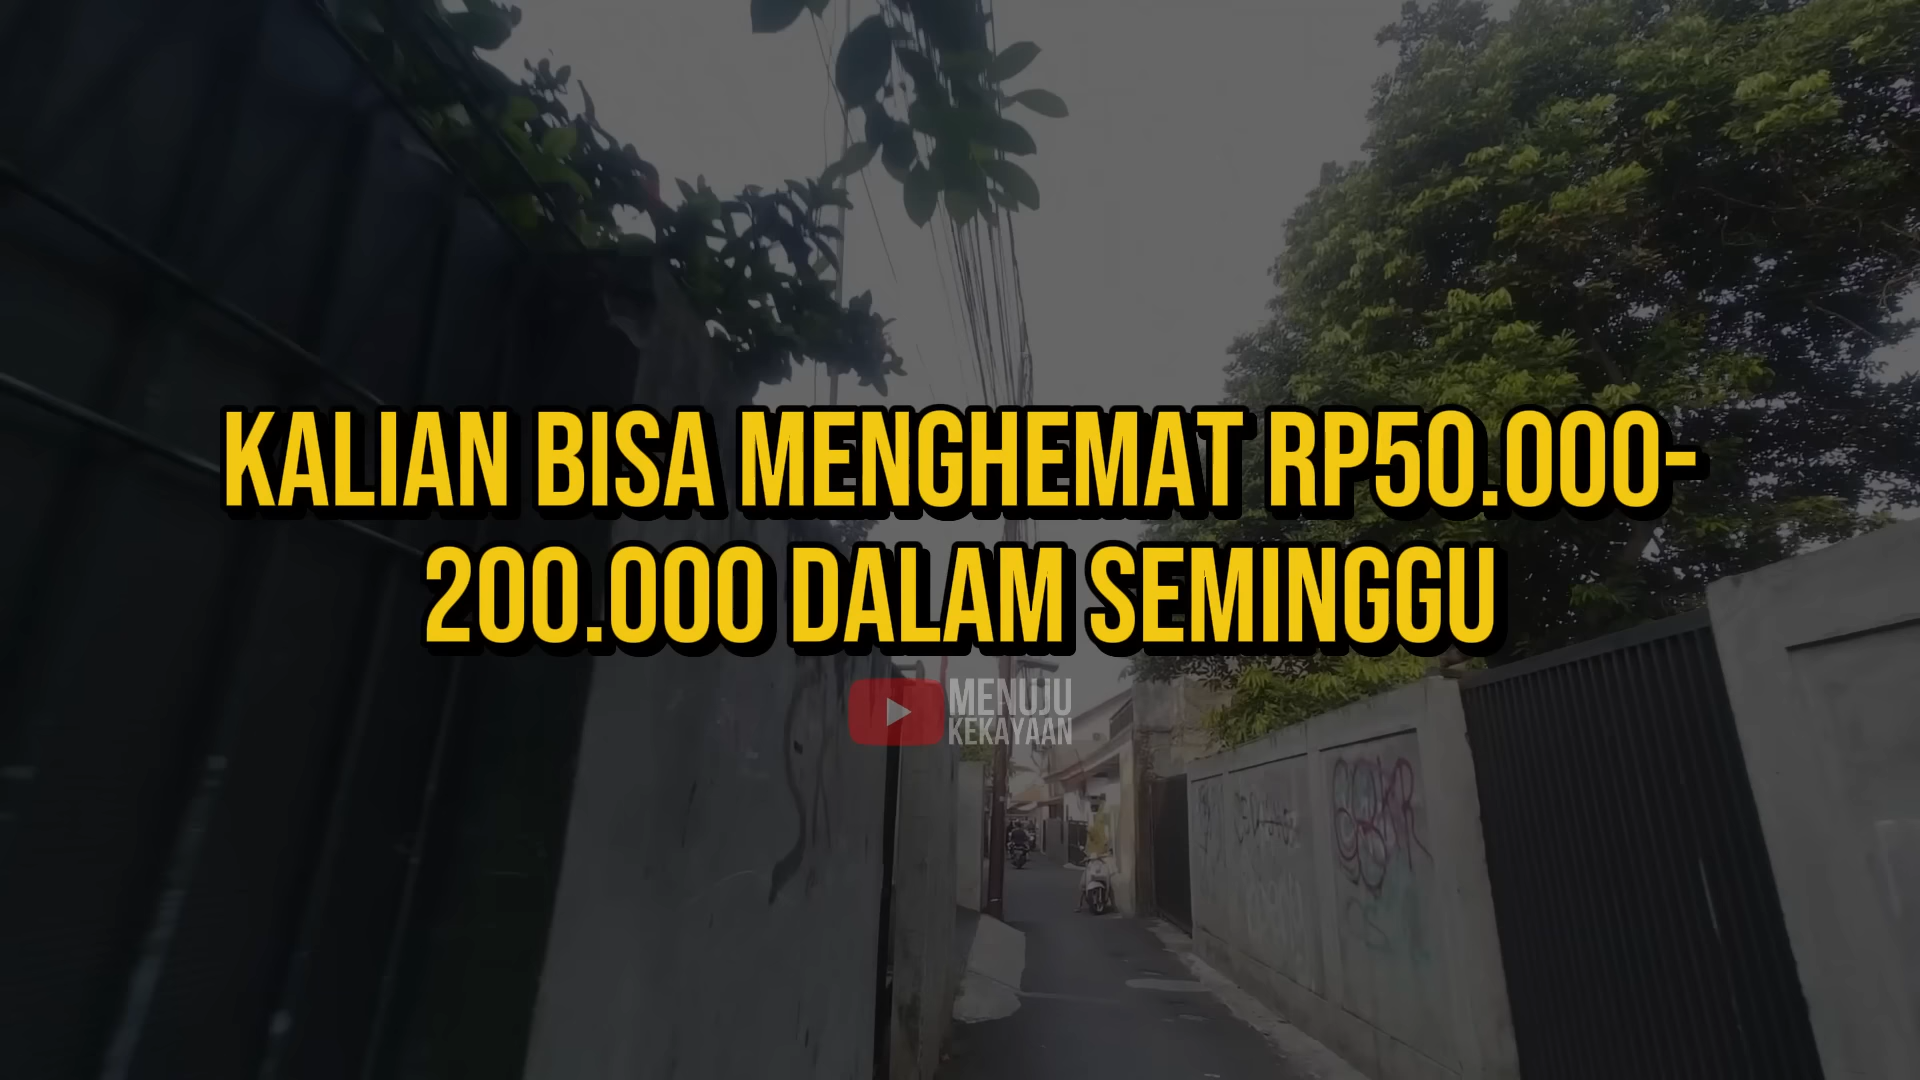 KALIAN BISA MENGHEMAT RP50.000-
200.000 DALAM SEMINGGU
MENUJU
KEKAYAAN